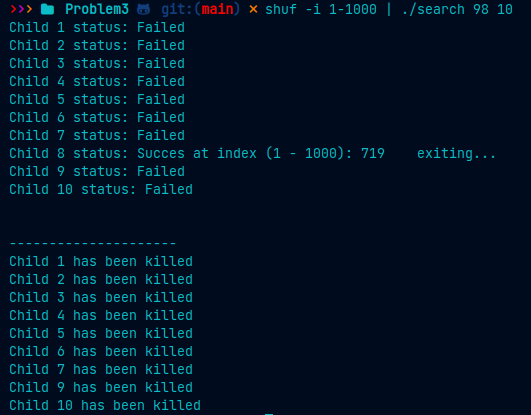 >>> Problem3 git:(main) × shuf -i 1-1000 | ./search 98 10
Child 1 status: Failed
Child 2 status: Failed
Child 3 status: Failed
Child 4 status: Failed
Child 5 status: Failed
Child 6 status: Failed
Child 7 status: Failed
Child 8 status: Succes at index (1 - 1000): 719    exiting...
Child 9 status: Failed
Child 10 status: Failed
---------------------
Child 1 has been killed
Child 2 has been killed
Child 3 has been killed
Child 4 has been killed
Child 5 has been killed
Child 6 has been killed
Child 7 has been killed
Child 9 has been killed
Child 10 has been killed